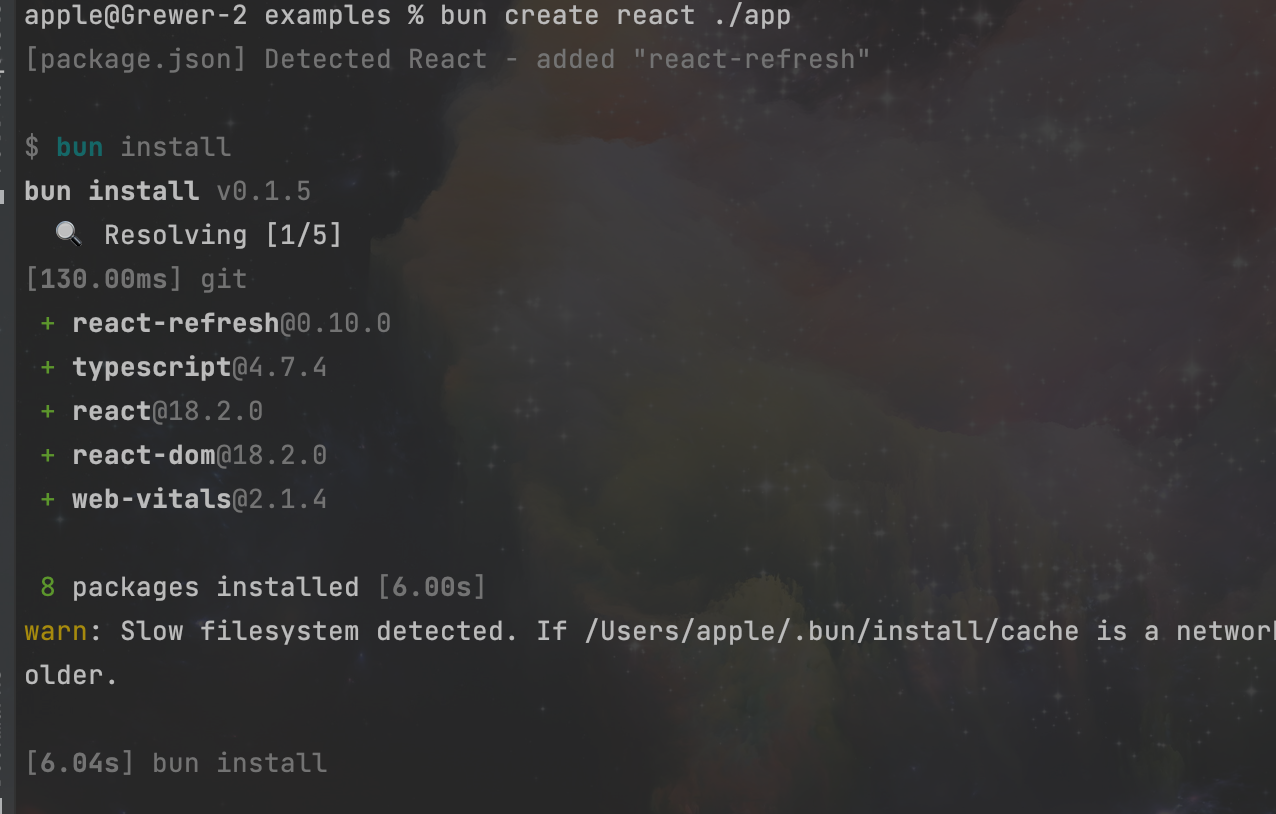 apple@Grewer-2 examples % bun create react ./app
[package.json] Detected React - added "react-refresh"
$ bun install
bun install v0.1.5
🔍 Resolving [1/5]
[130.00ms] git
+ react-refresh@0.10.0
+ typescript@4.7.4
+ react@18.2.0
+ react-dom@18.2.0
+ web-vitals@2.1.4
8 packages installed [6.00s]
warn: Slow filesystem detected. If /Users/apple/.bun/install/cache is a network
older.
[6.04s] bun install